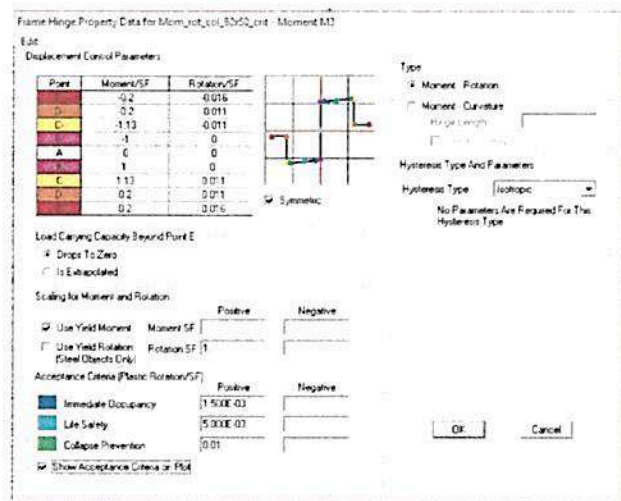 Frame Hinge Property Data for Mom_rot_col_50x50_crit - Moment M3
Edit
Displacement Control Parameters
Point Moment/SF Rotation/SF
-0.2 -0.016
D- -0.2 -0.011
C- -1.13 -0.011
-1 0
A 0 0
1 0
C 1.13 0.011
D 0.2 0.011
0.2 0.016
Symmetric
Type
Moment - Rotation
Moment - Curvature
Hinge Length
Hysteresis Type And Parameters
Hysteresis Type Isotropic
No Parameters Are Required For This
Hysteresis Type
Load Carrying Capacity Beyond Point E
Drops To Zero
Is Extrapolated
Scaling for Moment and Rotation
Positive Negative
Use Yield Moment Moment SF
Use Yield Rotation Rotation SF 1
(Steel Objects Only)
Acceptance Criteria (Plastic Rotation/SF)
Positive Negative
Immediate Occupancy 1.500E-03
Life Safety 5.000E-03
Collapse Prevention 0.01
Show Acceptance Criteria on Plot
OK Cancel